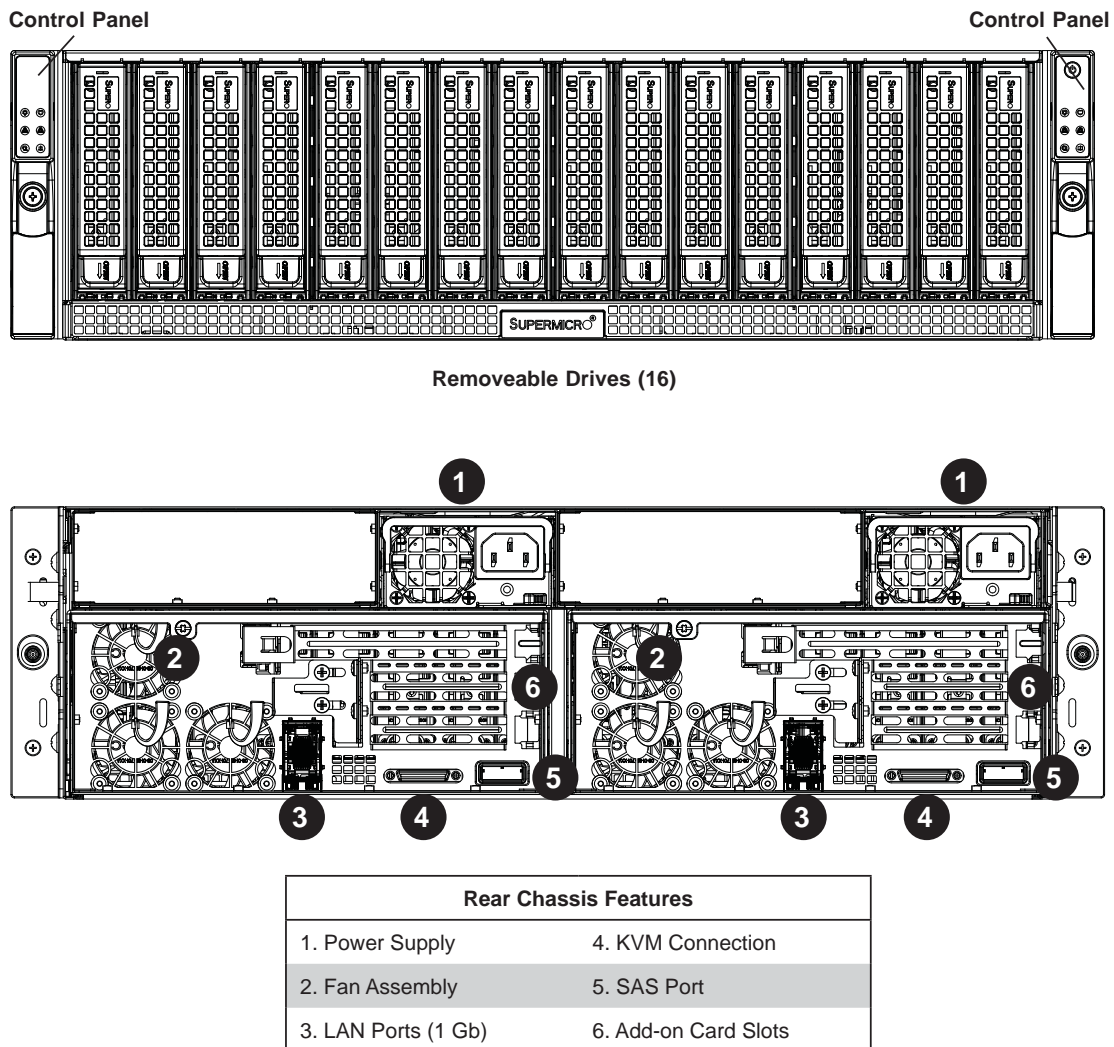 Control Panel
Control Panel
SUPERMICRO®
Removeable Drives (16)
1
1
2
2
6
6
5
5
3
4
3
4
Rear Chassis Features
1. Power Supply
4. KVM Connection
2. Fan Assembly
5. SAS Port
3. LAN Ports (1 Gb)
6. Add-on Card Slots